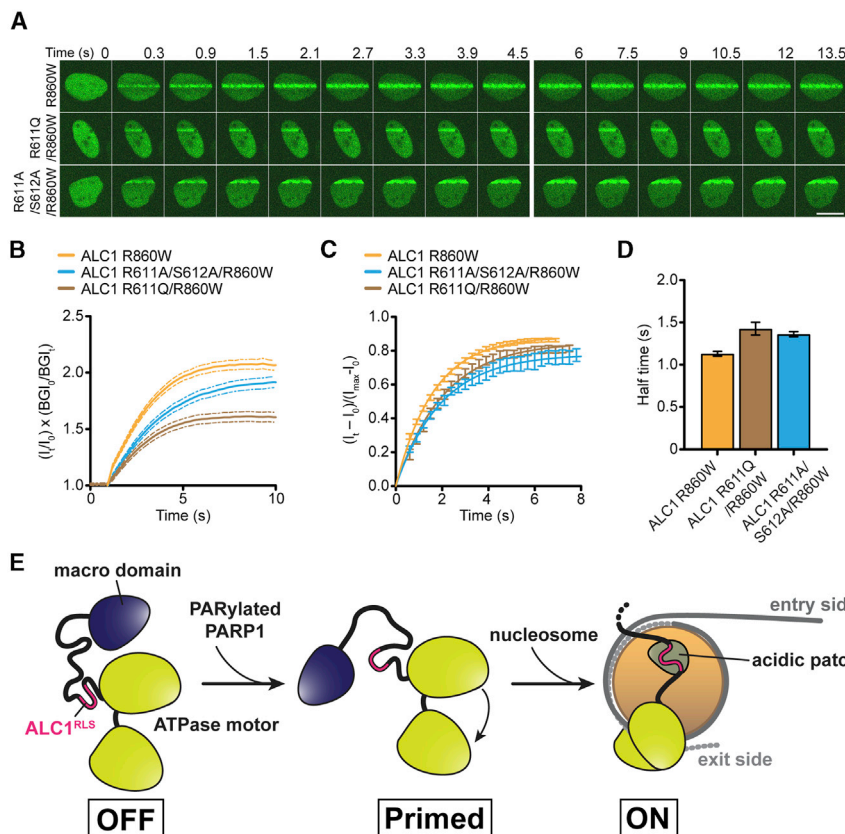 A
Time (s) 0 0.3 0.9 1.5 2.1 2.7 3.3 3.9 4.5 6 7.5 9 10.5 12 13.5
R860W
R611Q
/R860W
R611A
/S612A
/R860W
B
ALC1 R860W
ALC1 R611A/S612A/R860W
ALC1 R611Q/R860W
(Iₜ/I₀) x (BGI₀/BGIₜ)
2.5
2.0
1.5
1.0
0 5 10
Time (s)
C
ALC1 R860W
ALC1 R611A/S612A/R860W
ALC1 R611Q/R860W
(Iₜ – I₀)/(Iₘₐₓ-I₀)
1.0
0.8
0.6
0.4
0.2
0.0
0 2 4 6 8
Time (s)
D
Half time (s)
2.0
1.5
1.0
0.5
0
ALC1 R860W
ALC1 R611Q
/R860W
ALC1 R611A/
S612A/R860W
E
macro domain
ALC1ᴿᴸˢ
ATPase motor
OFF
PARylated
PARP1
Primed
nucleosome
entry sid
acidic patc
exit side
ON